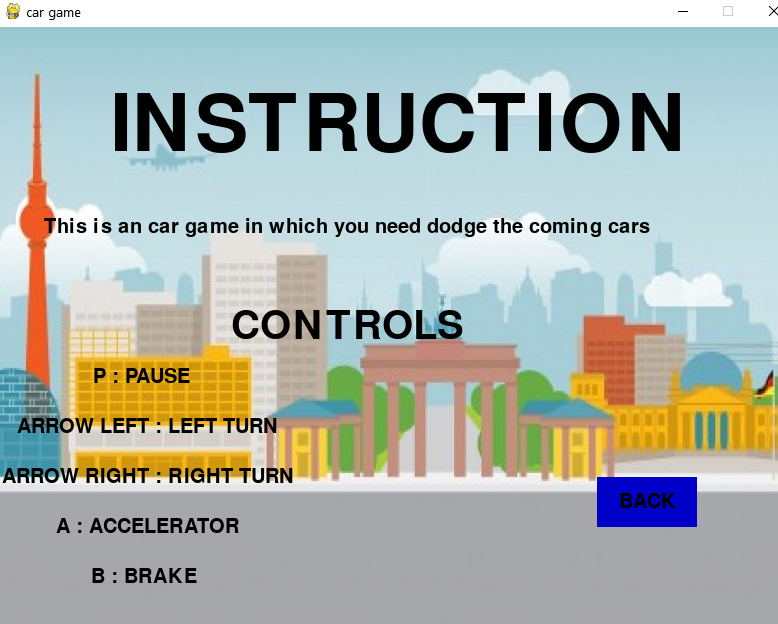 car game
INSTRUCTION
This is an car game in which you need dodge the coming cars
CONTROLS
P : PAUSE
ARROW LEFT : LEFT TURN
ARROW RIGHT : RIGHT TURN
BACK
A : ACCELERATOR
B : BRAKE